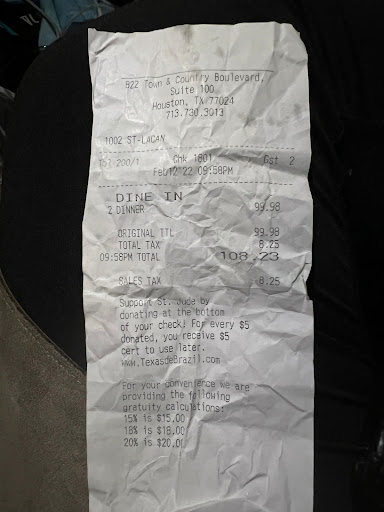 822 Town & Country Boulevard,
Suite 100
Houston, TX 77024
713.730.3013
1002 ST-LACAN
Tbl 200/1 Chk 1801 Gst 2
Feb12'22 09:58PM
DINE IN
2 DINNER 99.98
ORIGINAL TTL 99.98
TOTAL TAX 8.25
09:58PM TOTAL 108.23
SALES TAX 8.25
Support St. Jude by
donating at the bottom
of your check! For every $5
donated, you receive $5
cert to use later.
www.TexasdeBrazil.com
For your convenience we are
providing the following
gratuity calculations:
15% is $15.00
18% is $18.00
20% is $20.00